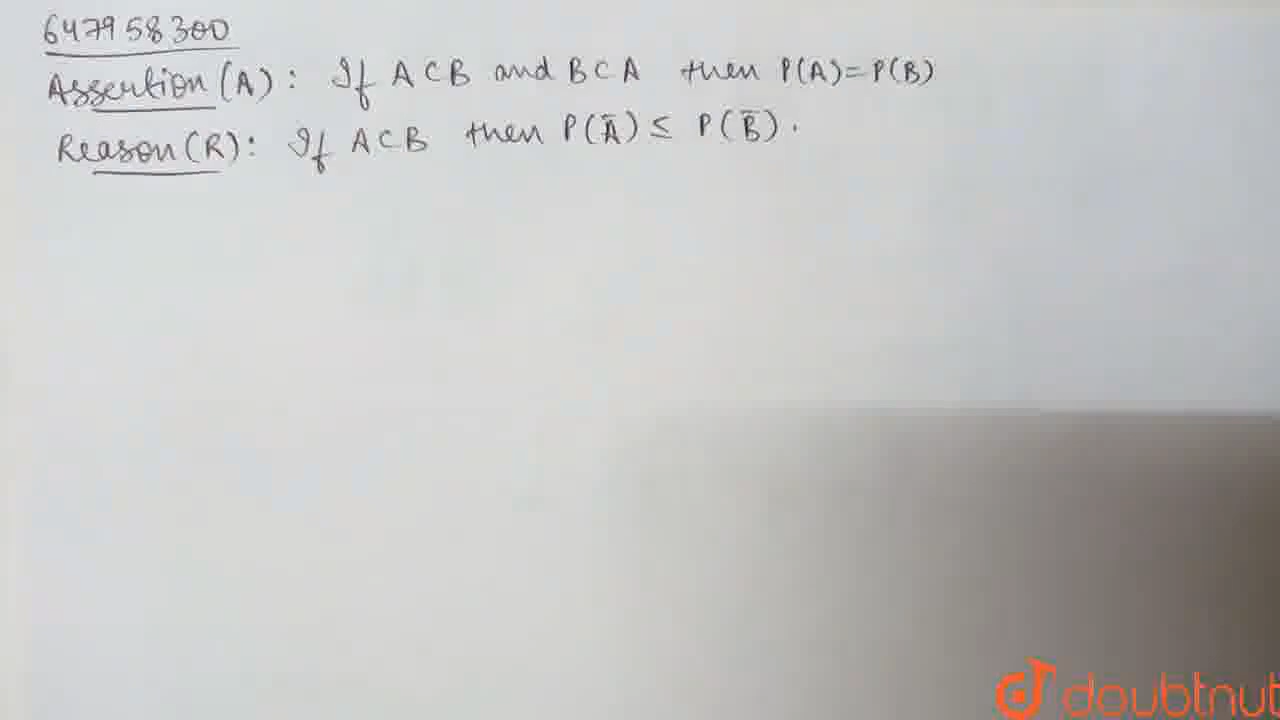 647958300
Assertion (A): If A⊂B and B⊂A then P(A)=P(B)
Reason (R): If A⊂B then P(Ā) ≤ P(B̄).
doubtnut